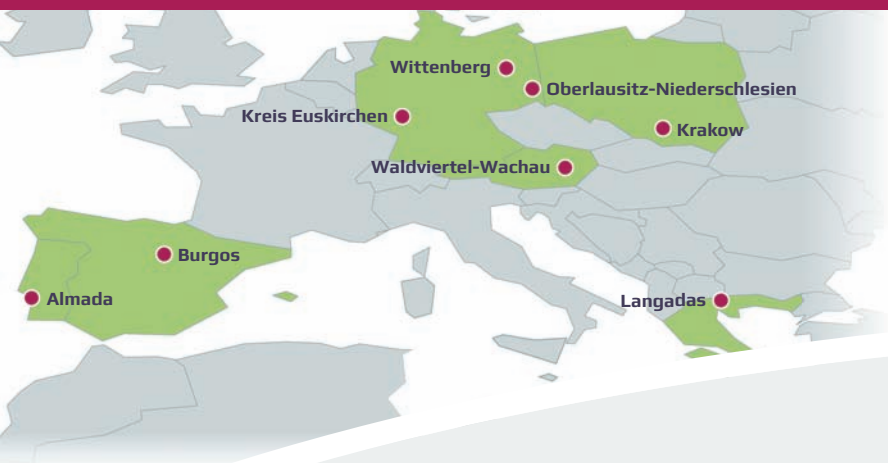 Wittenberg
Oberlausitz-Niederschlesien
Kreis Euskirchen
Krakow
Waldviertel-Wachau
Burgos
Almada
Langadas